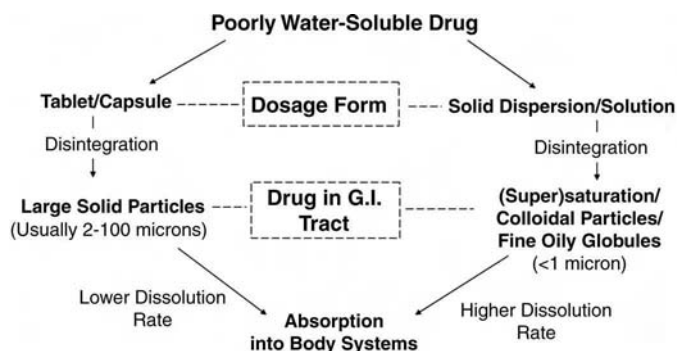 Poorly Water-Soluble Drug
Tablet/Capsule
Dosage Form
Solid Dispersion/Solution
Disintegration
Disintegration
Large Solid Particles
(Usually 2-100 microns)
Drug in G.I.
Tract
(Super)saturation/
Colloidal Particles/
Fine Oily Globules
(<1 micron)
Lower Dissolution
Rate
Absorption
into Body Systems
Higher Dissolution
Rate